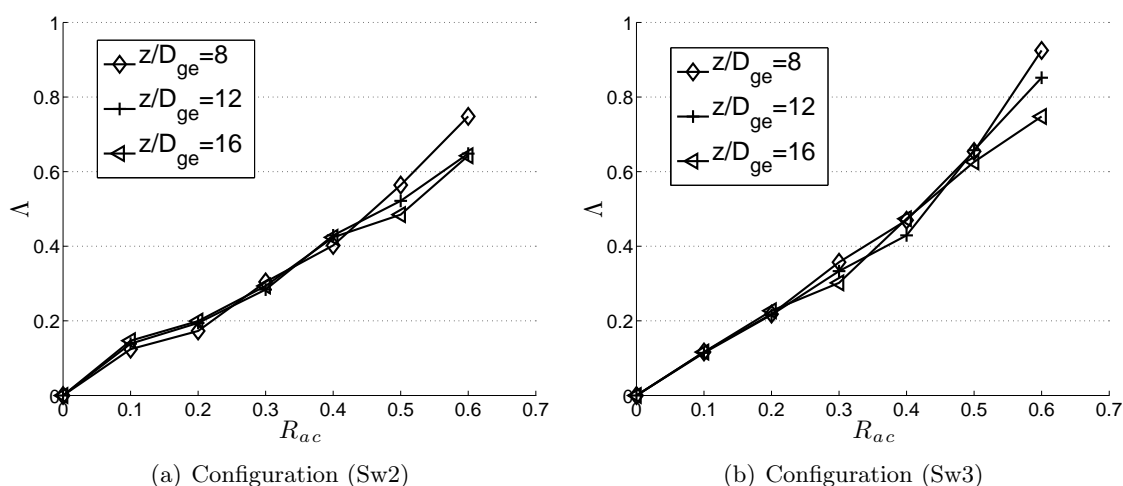 1
0.8
0.6
0.4
0.2
0
Λ
z/D_ge=8
z/D_ge=12
z/D_ge=16
0 0.1 0.2 0.3 0.4 0.5 0.6 0.7
R_ac
(a) Configuration (Sw2)
1
0.8
0.6
0.4
0.2
0
Λ
z/D_ge=8
z/D_ge=12
z/D_ge=16
0 0.1 0.2 0.3 0.4 0.5 0.6 0.7
R_ac
(b) Configuration (Sw3)